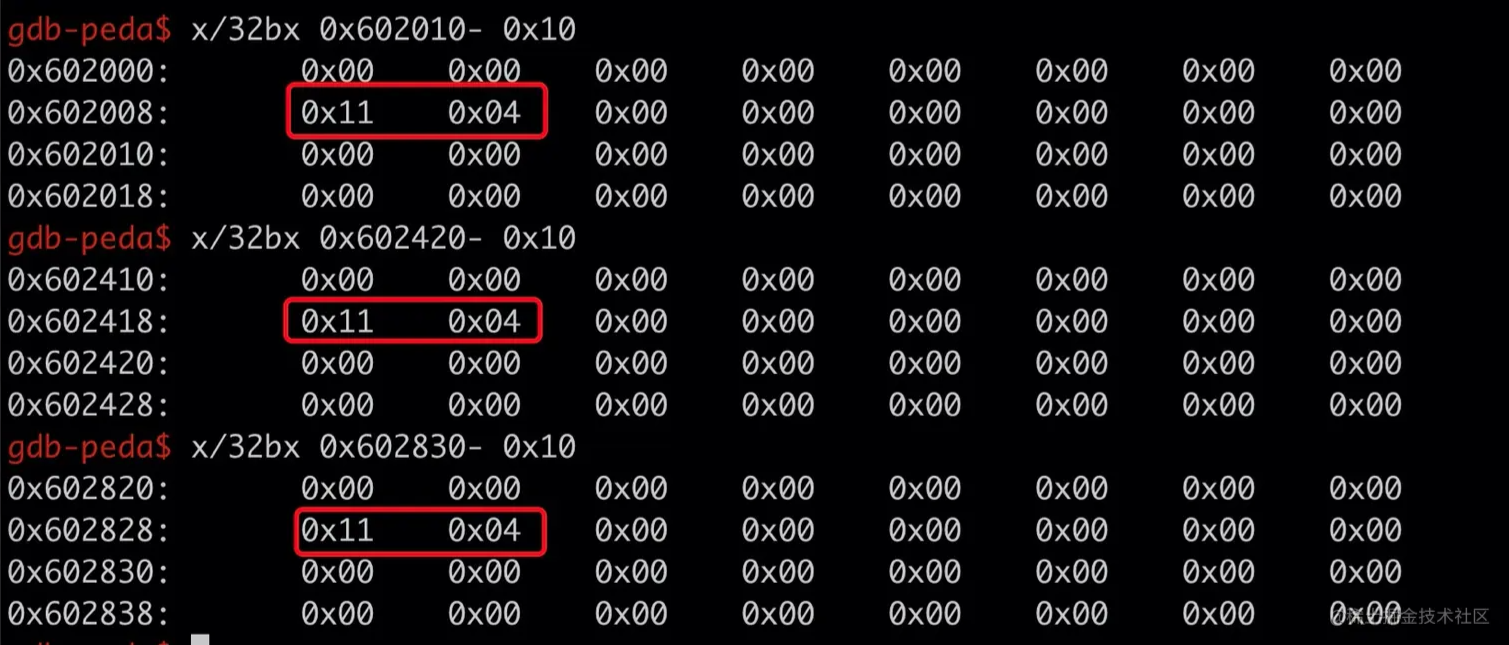 gdb-peda$ x/32bx 0x602010- 0x10
0x602000: 0x00 0x00 0x00 0x00 0x00 0x00 0x00 0x00
0x602008: 0x11 0x04 0x00 0x00 0x00 0x00 0x00 0x00
0x602010: 0x00 0x00 0x00 0x00 0x00 0x00 0x00 0x00
0x602018: 0x00 0x00 0x00 0x00 0x00 0x00 0x00 0x00
gdb-peda$ x/32bx 0x602420- 0x10
0x602410: 0x00 0x00 0x00 0x00 0x00 0x00 0x00 0x00
0x602418: 0x11 0x04 0x00 0x00 0x00 0x00 0x00 0x00
0x602420: 0x00 0x00 0x00 0x00 0x00 0x00 0x00 0x00
0x602428: 0x00 0x00 0x00 0x00 0x00 0x00 0x00 0x00
gdb-peda$ x/32bx 0x602830- 0x10
0x602820: 0x00 0x00 0x00 0x00 0x00 0x00 0x00 0x00
0x602828: 0x11 0x04 0x00 0x00 0x00 0x00 0x00 0x00
0x602830: 0x00 0x00 0x00 0x00 0x00 0x00 0x00 0x00
0x602838: 0x00 0x00 0x00 0x00 0x00 0x00 0x00 0x00
@稀土掘金技术社区